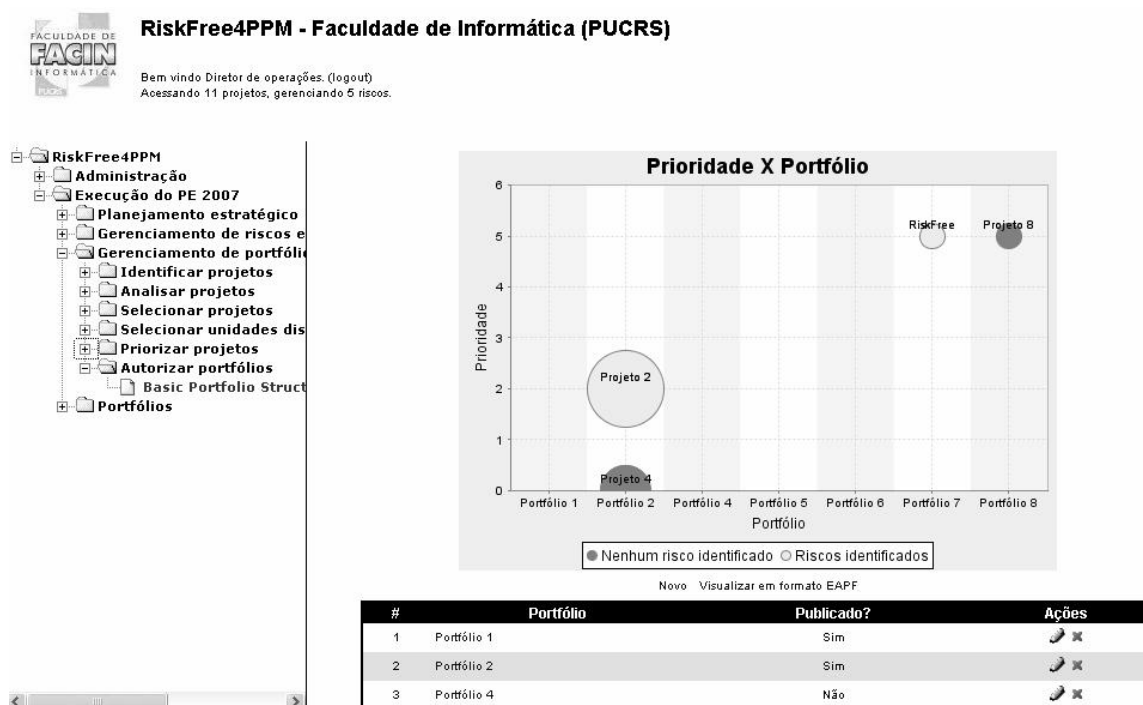 FACULDADE DE
FACIN
INFORMÁTICA
PUCRS
RiskFree4PPM - Faculdade de Informática (PUCRS)
Bem vindo Diretor de operações. (logout)
Acessando 11 projetos, gerenciando 5 riscos.
RiskFree4PPM
Administração
Execução do PE 2007
Planejamento estratégico
Gerenciamento de riscos e
Gerenciamento de portfóli
Identificar projetos
Analisar projetos
Selecionar projetos
Selecionar unidades dis
Priorizar projetos
Autorizar portfólios
Basic Portfolio Struct
Portfólios
Prioridade X Portfólio
Prioridade
6
5
4
3
2
1
0
RiskFree
Projeto 8
Projeto 2
Projeto 4
Portfólio 1 Portfólio 2 Portfólio 4 Portfólio 5 Portfólio 6 Portfólio 7 Portfólio 8
Portfólio
Nenhum risco identificado Riscos identificados
Novo Visualizar em formato EAPF
# Portfólio Publicado? Ações
1 Portfólio 1 Sim
2 Portfólio 2 Sim
3 Portfólio 4 Não